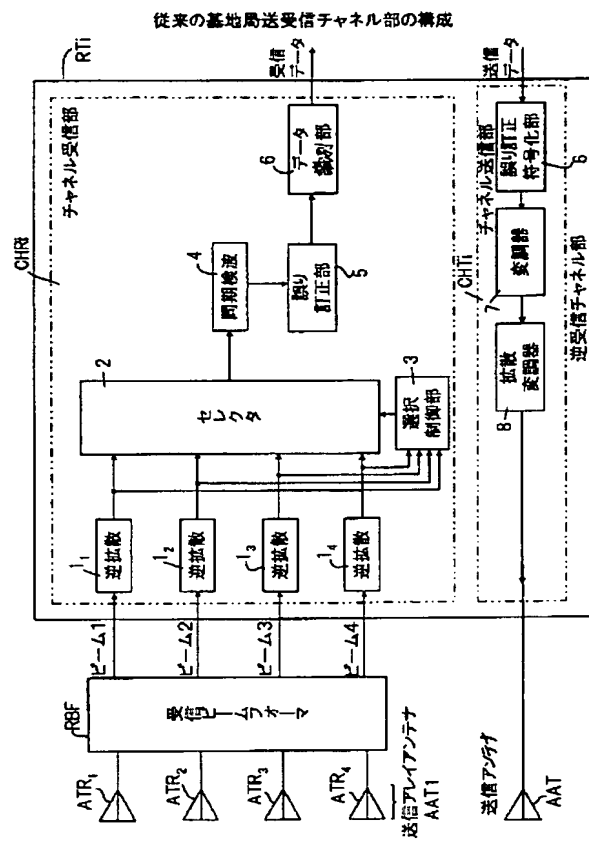 従来の基地局送受信チャネル部の構成
RTi
CHRi
チャネル受信部
受信
データ
6
データ
識別部
4
同期検波
誤り
訂正部
5
2
セレクタ
3
選択
制御部
1₁
逆拡散
1₂
逆拡散
1₃
逆拡散
1₄
逆拡散
ビーム1
ビーム2
ビーム3
ビーム4
RBF
受信ビームフォーマ
ATR₁
ATR₂
ATR₃
ATR₄
送信アレイアンテナ
AAT1
送信
データ
チャネル送信部
誤り訂正
符号化部
6
CHTi
7
変調器
8
拡散
変調器
逆受信チャネル部
送信アンテナ
AAT